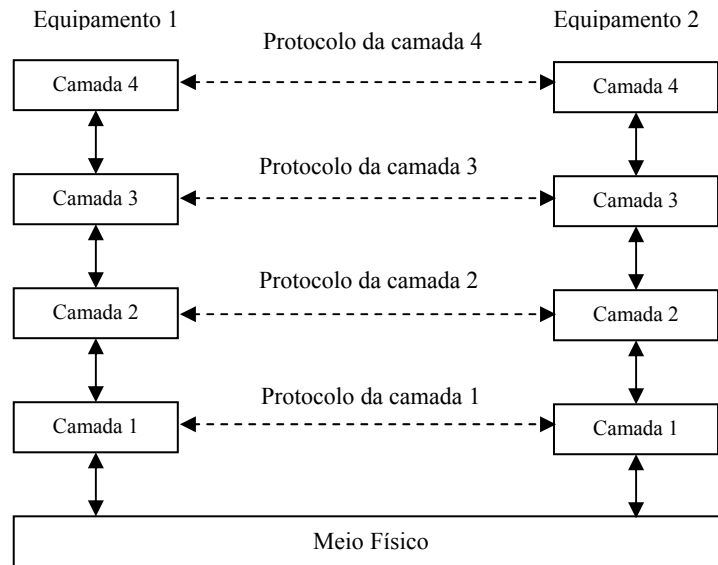 Equipamento 1
Equipamento 2
Protocolo da camada 4
Camada 4
Camada 4
Protocolo da camada 3
Camada 3
Camada 3
Protocolo da camada 2
Camada 2
Camada 2
Protocolo da camada 1
Camada 1
Camada 1
Meio Físico